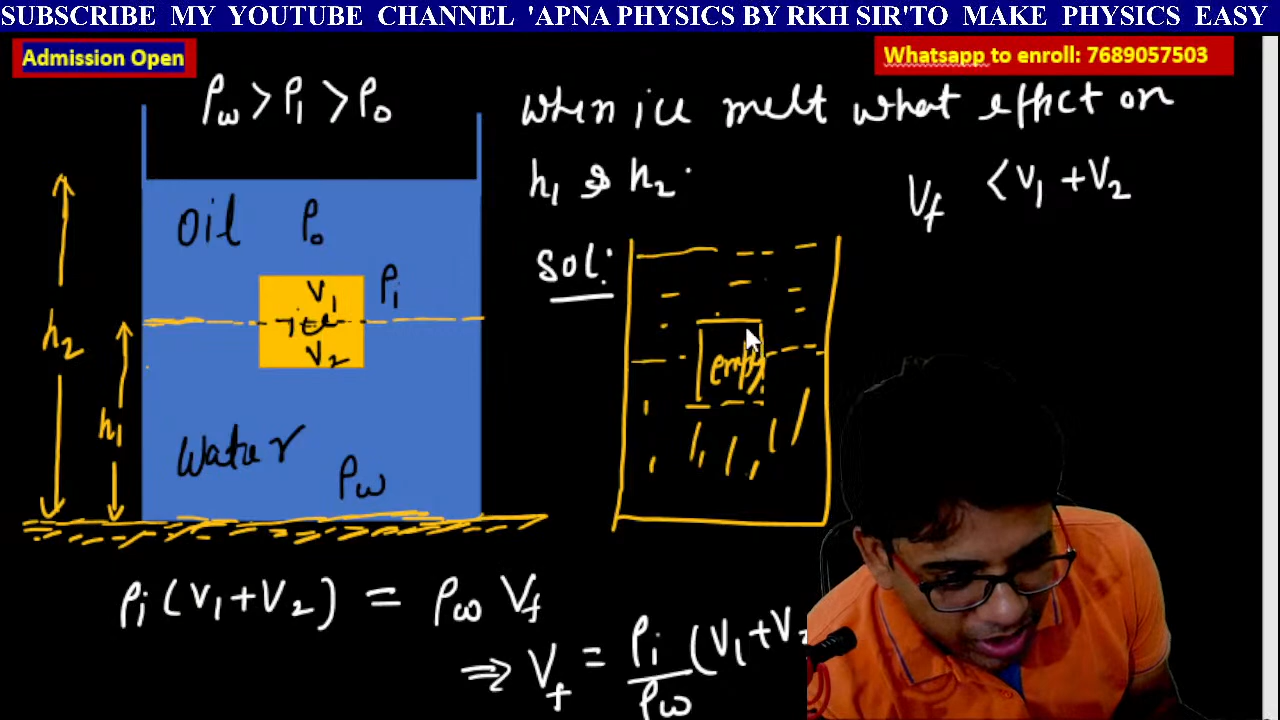 SUBSCRIBE MY YOUTUBE CHANNEL 'APNA PHYSICS BY RKH SIR'TO MAKE PHYSICS EASY
Admission Open
Whatsapp to enroll: 7689057503
ρw > ρi > ρo
when ice melt what effect on
h1 & h2.
Vf < V1 + V2
Oil ρo
ρi
V1
ice
V2
h2
h1
Water
ρw
Sol:
empty
ρi (V1 + V2) = ρw Vf
⇒ Vf = ρi/ρw (V1 + V2